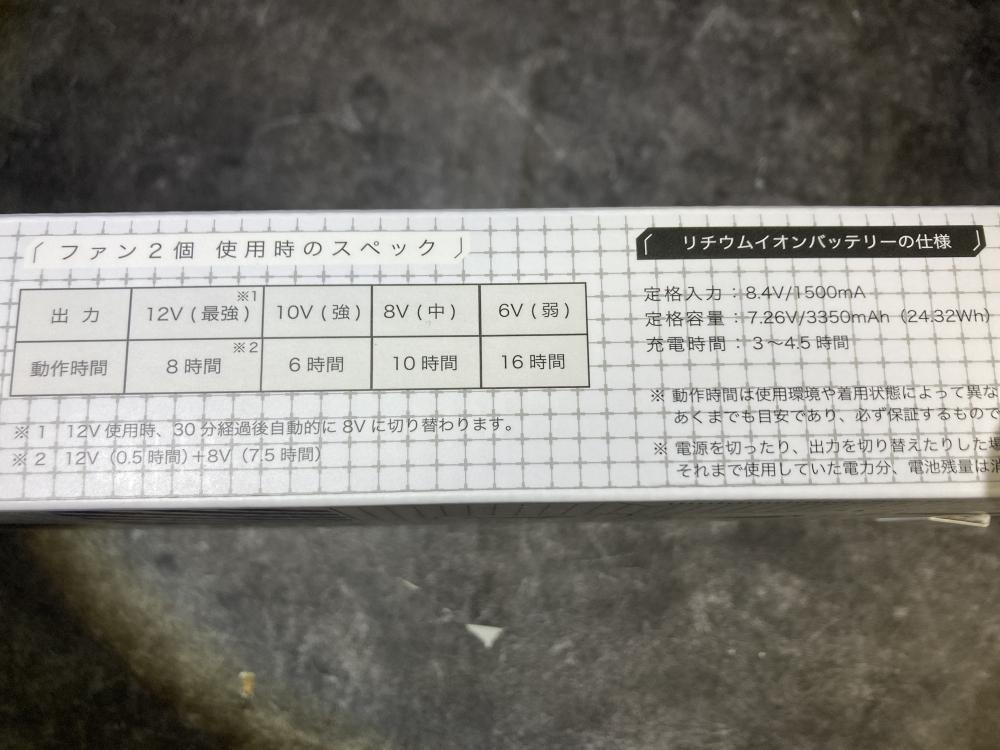 ファン2個 使用時のスペック
出力 12V(最強)※1 10V(強) 8V(中) 6V(弱)
動作時間 8時間※2 6時間 10時間 16時間
※1 12V使用時、30分経過後自動的に8Vに切り替わります。
※2 12V(0.5時間)+8V(7.5時間)
リチウムイオンバッテリーの仕様
定格入力:8.4V/1500mA
定格容量:7.26V/3350mAh(24.32Wh)
充電時間:3〜4.5時間
※ 動作時間は使用環境や着用状態によって異な
あくまでも目安であり、必ず保証するもので
※ 電源を切ったり、出力を切り替えたりした場
それまで使用していた電力分、電池残量は消